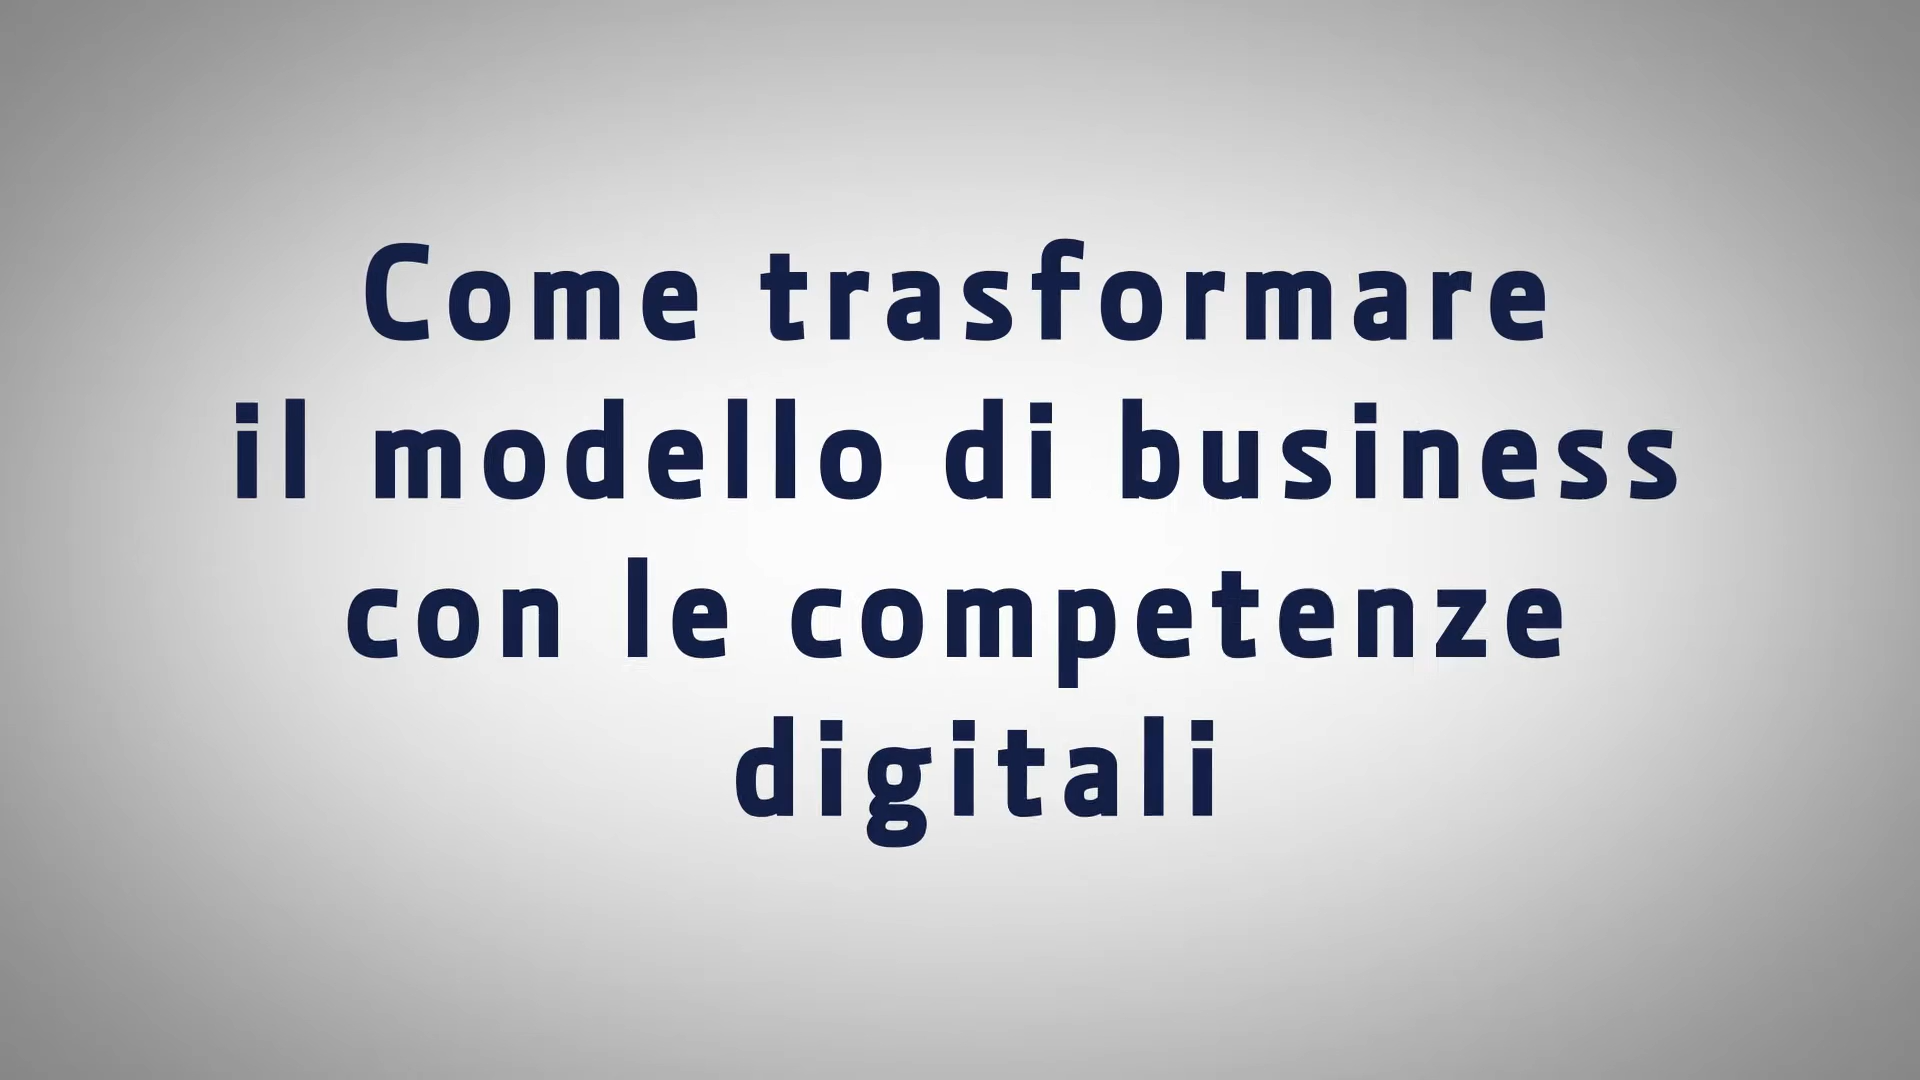 Come trasformare
il modello di business
con le competenze
digitali